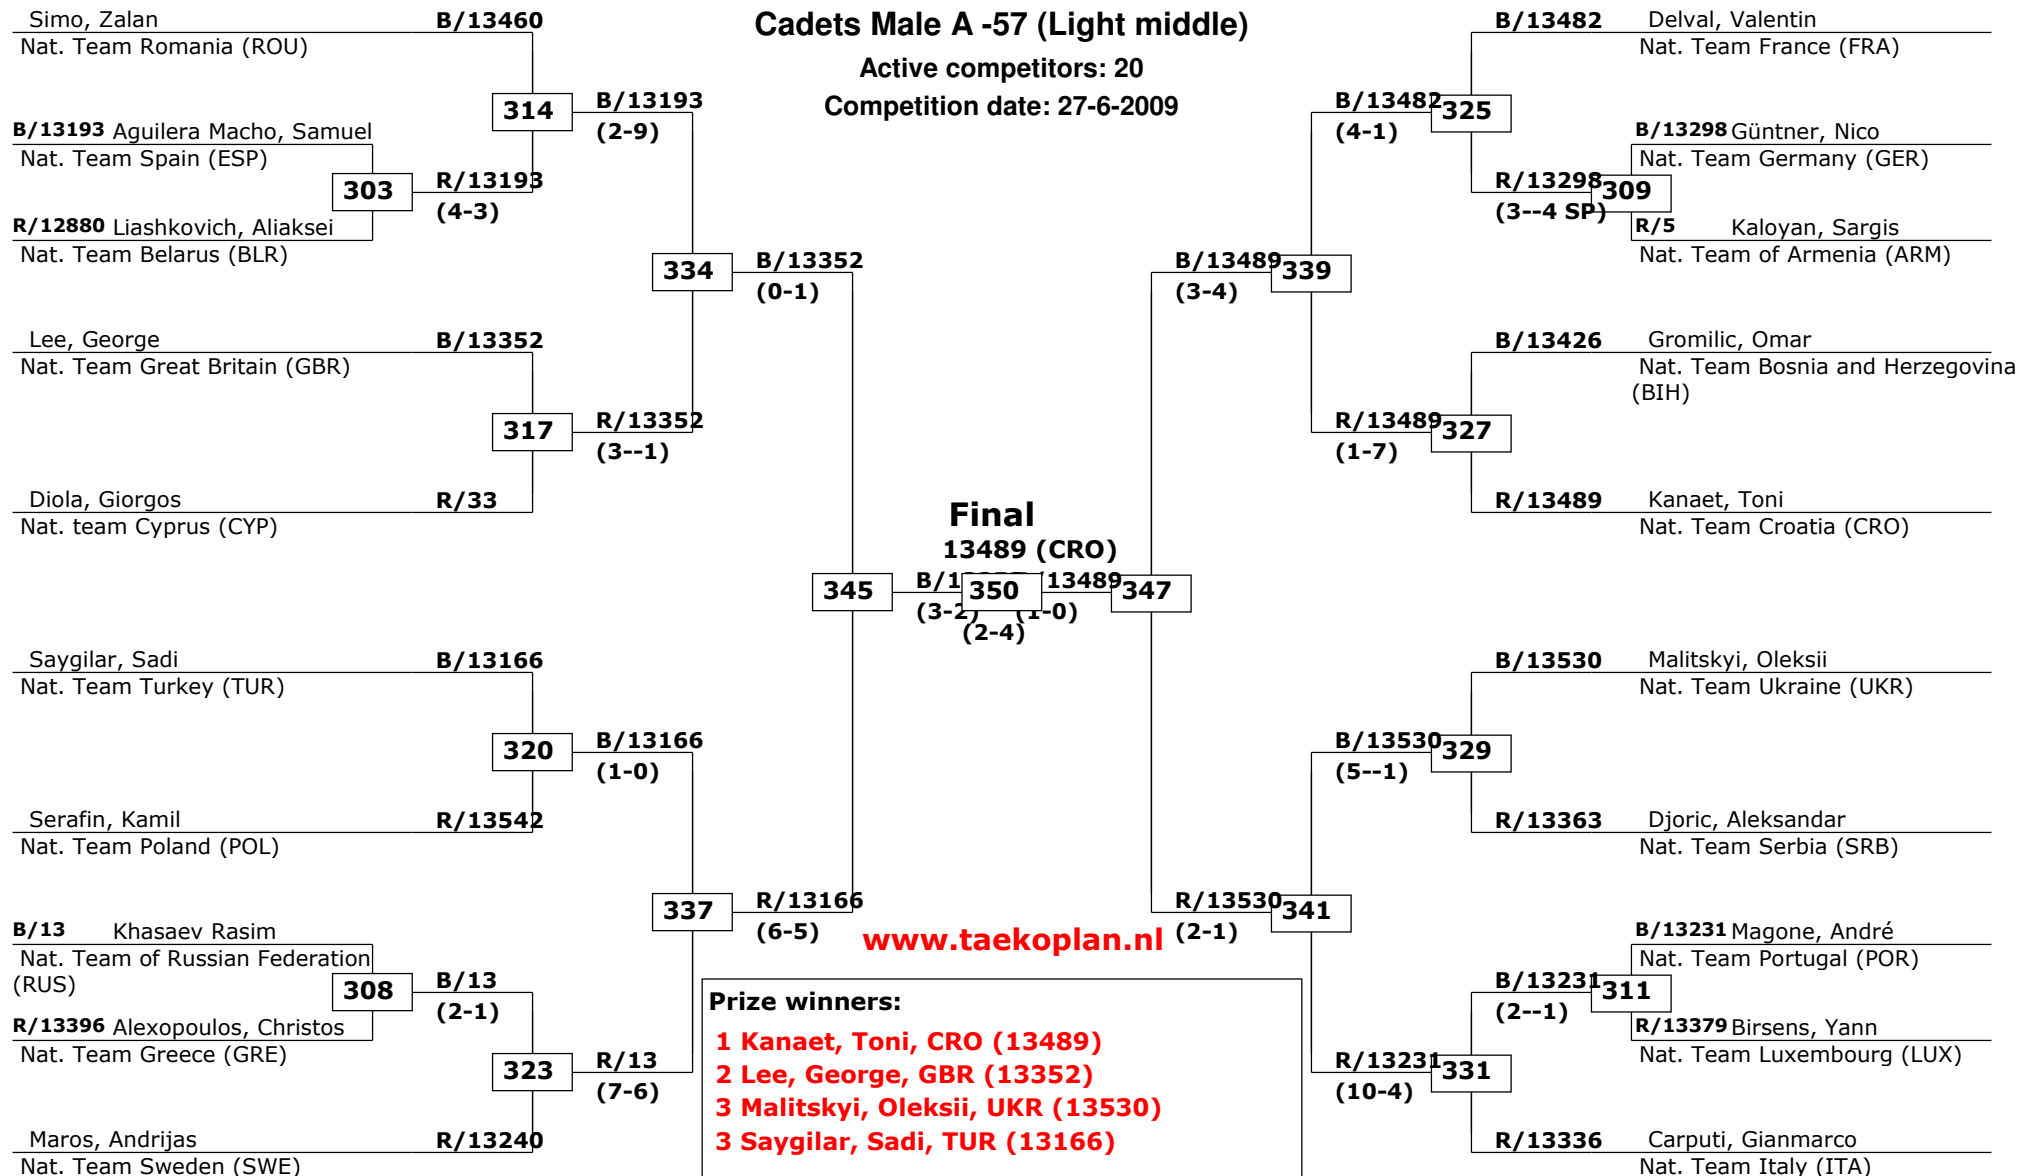 Cadets Male A -57 (Light middle)
Active competitors: 20
Competition date: 27-6-2009
Simo, Zalan
B/13460
Nat. Team Romania (ROU)
314
B/13193
(2-9)
B/13193 Aguilera Macho, Samuel
Nat. Team Spain (ESP)
303
R/13193
(4-3)
R/12880 Liashkovich, Aliaksei
Nat. Team Belarus (BLR)
334
B/13352
(0-1)
Lee, George
B/13352
Nat. Team Great Britain (GBR)
317
R/13352
(3--1)
Diola, Giorgos
R/33
Nat. team Cyprus (CYP)
345
(3-2)
Saygilar, Sadi
B/13166
Nat. Team Turkey (TUR)
320
B/13166
(1-0)
Serafin, Kamil
R/13542
Nat. Team Poland (POL)
337
R/13166
(6-5)
B/13 Khasaev Rasim
Nat. Team of Russian Federation
(RUS)
308
B/13
(2-1)
R/13396 Alexopoulos, Christos
Nat. Team Greece (GRE)
323
R/13
(7-6)
Maros, Andrijas
R/13240
Nat. Team Sweden (SWE)
Final
13489 (CRO)
350
(2-4)
B/13482
Delval, Valentin
Nat. Team France (FRA)
B/13482
325
(4-1)
B/13298 Güntner, Nico
Nat. Team Germany (GER)
R/13298
309
(3--4 SP)
R/5 Kaloyan, Sargis
Nat. Team of Armenia (ARM)
B/13489
339
(3-4)
B/13426
Gromilic, Omar
Nat. Team Bosnia and Herzegovina
(BIH)
R/13489
327
(1-7)
R/13489
Kanaet, Toni
Nat. Team Croatia (CRO)
/13489
347
(1-0)
B/13530
Malitskyi, Oleksii
Nat. Team Ukraine (UKR)
B/13530
329
(5--1)
R/13363
Djoric, Aleksandar
Nat. Team Serbia (SRB)
R/13530
341
(2-1)
B/13231 Magone, André
Nat. Team Portugal (POR)
B/13231
311
(2--1)
R/13379 Birsens, Yann
Nat. Team Luxembourg (LUX)
R/13231
331
(10-4)
R/13336
Carputi, Gianmarco
Nat. Team Italy (ITA)
www.taekoplan.nl
Prize winners:
1 Kanaet, Toni, CRO (13489)
2 Lee, George, GBR (13352)
3 Malitskyi, Oleksii, UKR (13530)
3 Saygilar, Sadi, TUR (13166)